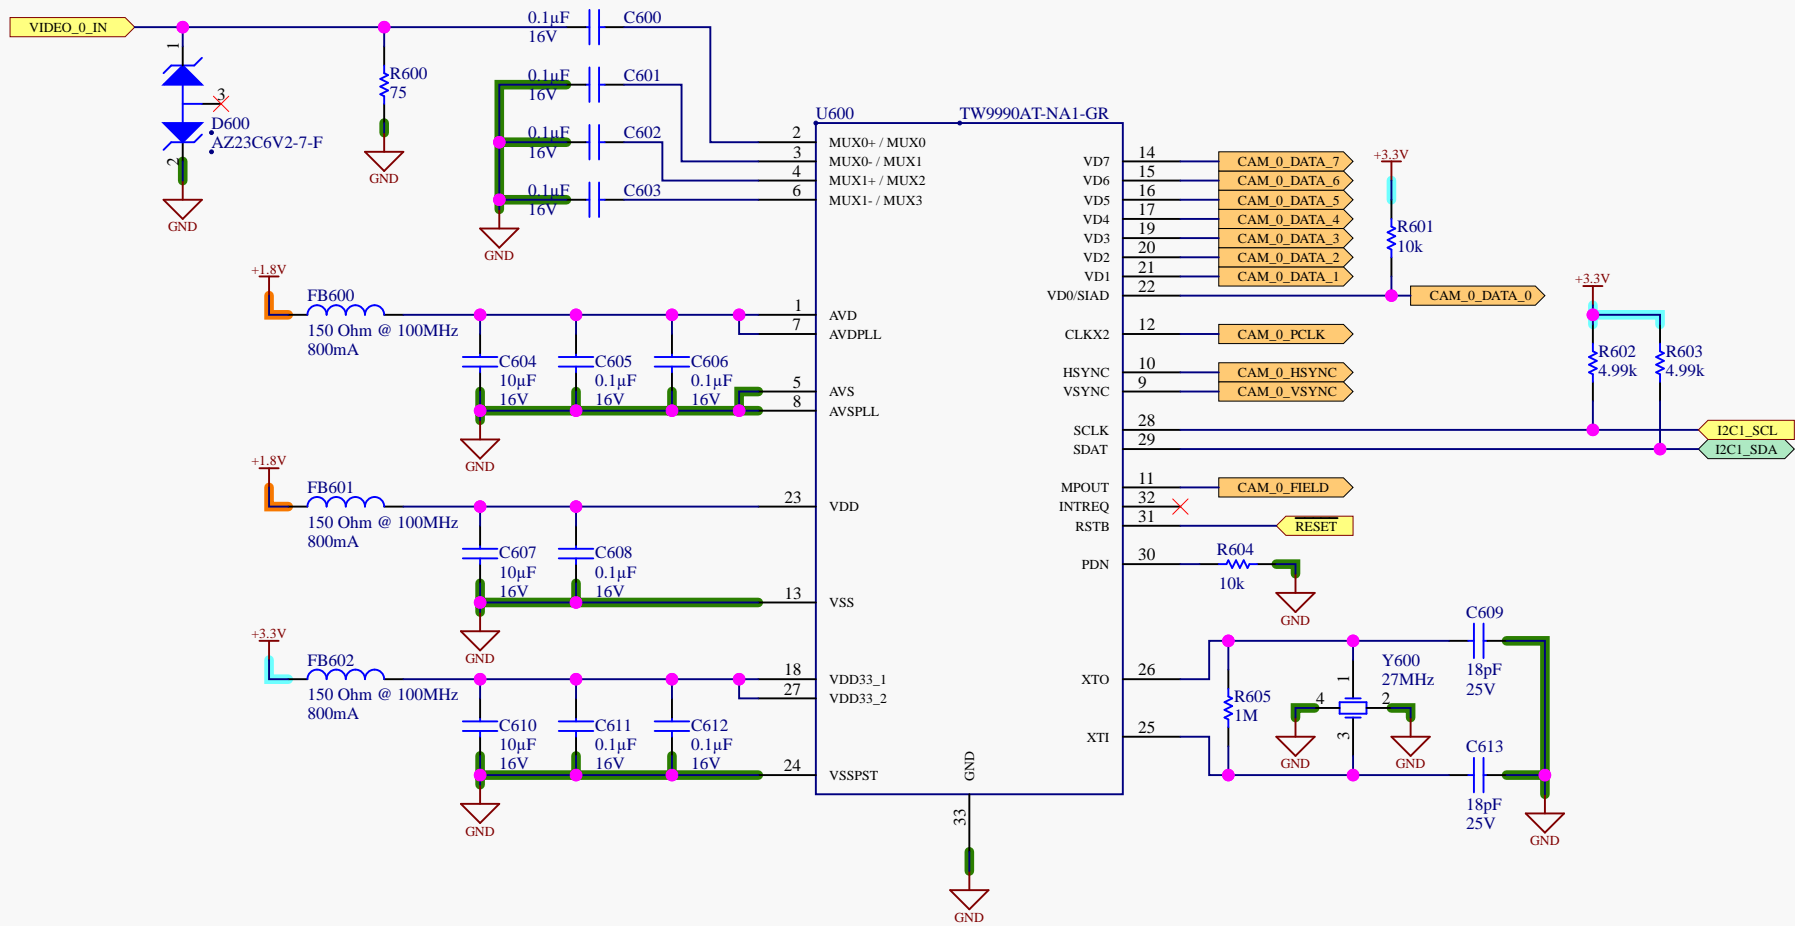 VIDEO_0_IN
0.1µF
16V
C600
1
3
2
D600
AZ23C6V2-7-F
GND
R600
75
GND
0.1µF
16V
C601
0.1µF
16V
C602
0.1µF
16V
C603
GND
U600
TW9990AT-NA1-GR
2
MUX0+ / MUX0
3
MUX0- / MUX1
4
MUX1+ / MUX2
6
MUX1- / MUX3
+1.8V
FB600
150 Ohm @ 100MHz
800mA
C604
10µF
16V
C605
0.1µF
16V
C606
0.1µF
16V
GND
1
AVD
7
AVDPLL
5
AVS
8
AVSPLL
+1.8V
FB601
150 Ohm @ 100MHz
800mA
C607
10µF
16V
C608
0.1µF
16V
GND
23
VDD
13
VSS
+3.3V
FB602
150 Ohm @ 100MHz
800mA
C610
10µF
16V
C611
0.1µF
16V
C612
0.1µF
16V
GND
18
VDD33_1
27
VDD33_2
24
VSSPST
GND
33
GND
VD7
14
CAM_0_DATA_7
VD6
15
CAM_0_DATA_6
VD5
16
CAM_0_DATA_5
VD4
17
CAM_0_DATA_4
VD3
19
CAM_0_DATA_3
VD2
20
CAM_0_DATA_2
VD1
21
CAM_0_DATA_1
VD0/SIAD
22
CAM_0_DATA_0
+3.3V
R601
10k
CLKX2
12
CAM_0_PCLK
HSYNC
10
CAM_0_HSYNC
VSYNC
9
CAM_0_VSYNC
+3.3V
R602
4.99k
R603
4.99k
SCLK
28
I2C1_SCL
SDAT
29
I2C1_SDA
MPOUT
11
CAM_0_FIELD
INTREQ
32
RSTB
31
RESET
PDN
30
R604
10k
GND
XTO
26
XTI
25
R605
1M
Y600
27MHz
1
4
2
3
GND
GND
C609
18pF
25V
C613
18pF
25V
GND